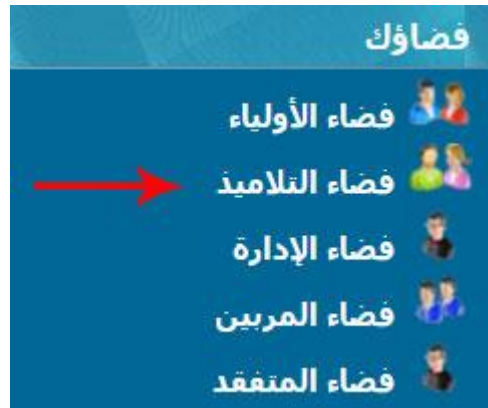 فضاؤك
فضاء الأولياء
فضاء التلاميذ
فضاء الإدارة
فضاء المربين
فضاء المتفقد